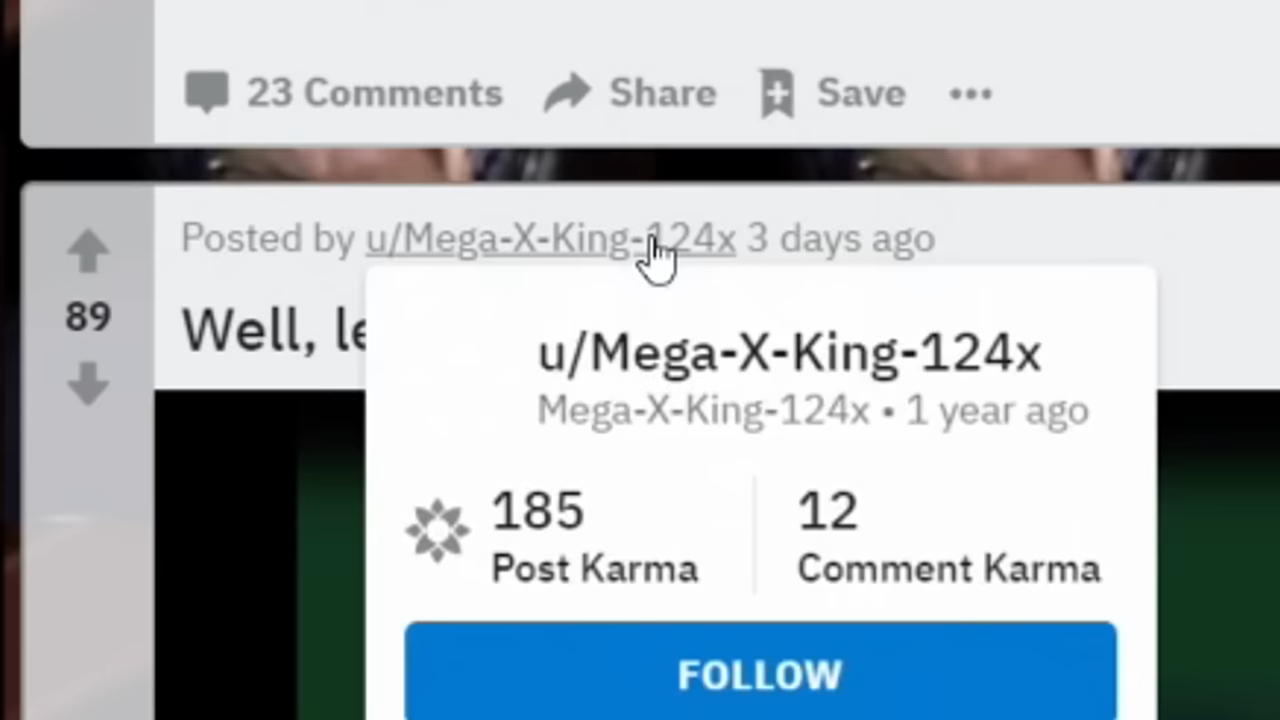 23 Comments Share Save
Posted by u/Mega-X-King-124x 3 days ago
89
Well,
u/Mega-X-King-124x
Mega-X-King-124x • 1 year ago
185 12
Post Karma Comment Karma
FOLLOW